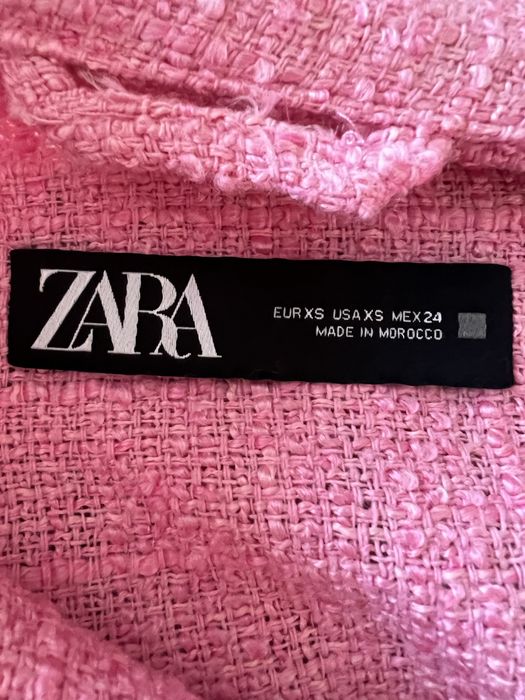 ZARA
EUR XS USA XS MEX 24
MADE IN MOROCCO